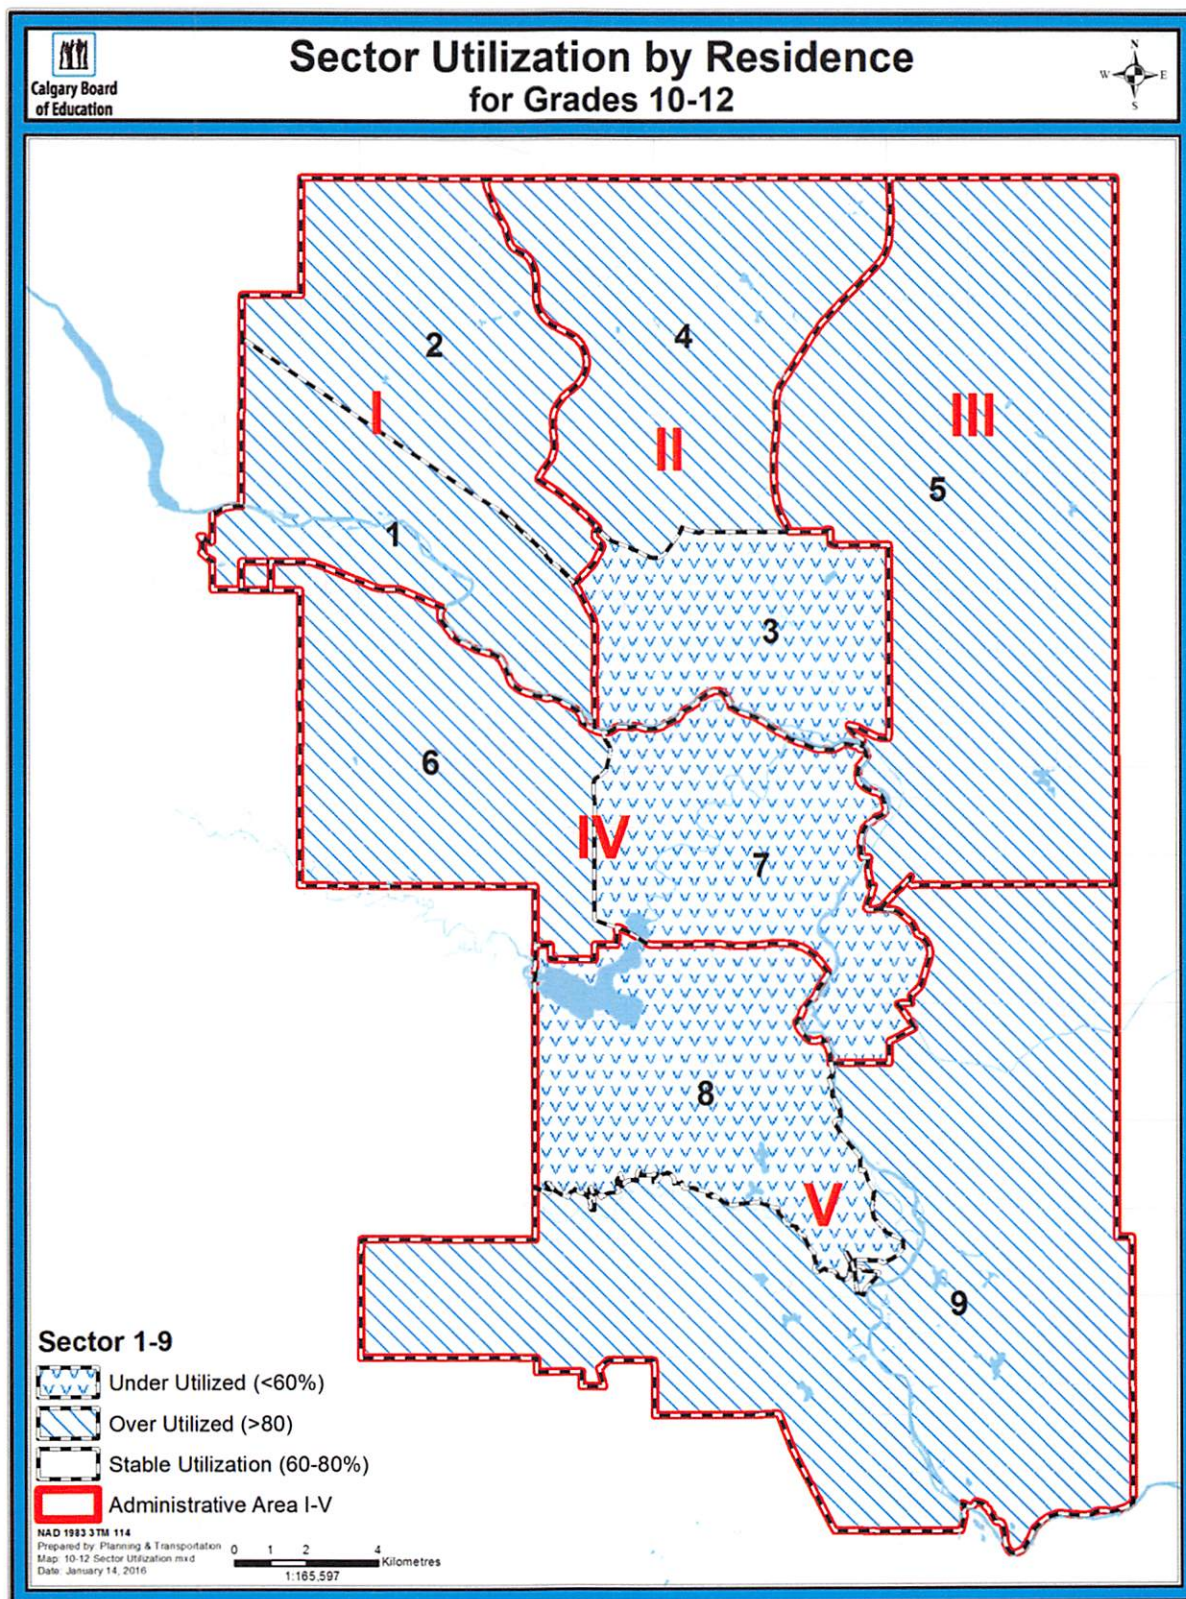 Calgary Board
of Education
Sector Utilization by Residence
for Grades 10-12
N
W
E
S
2
4
I
II
III
5
1
3
6
IV
7
8
V
9
Sector 1-9
Under Utilized (<60%)
Over Utilized (>80)
Stable Utilization (60-80%)
Administrative Area I-V
NAD 1983 3TM 114
Prepared by: Planning & Transportation
Map: 10-12 Sector Utilization mxd
Date: January 14, 2016
0 1 2 4
Kilometres
1:165,597